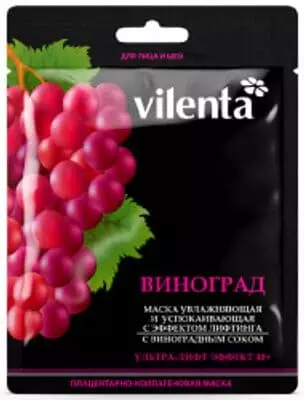 ДЛЯ ЛИЦА И ШЕИ
vilenta
ВИНОГРАД
МАСКА УВЛАЖНЯЮЩАЯ
И УСПОКАИВАЮЩАЯ
С ЭФФЕКТОМ ЛИФТИНГА
С ВИНОГРАДНЫМ СОКОМ
УЛЬТРА-ЛИФТ ЭФФЕКТ 40+
ПЛАЦЕНТАРНО-КОЛЛАГЕНОВАЯ МАСКА